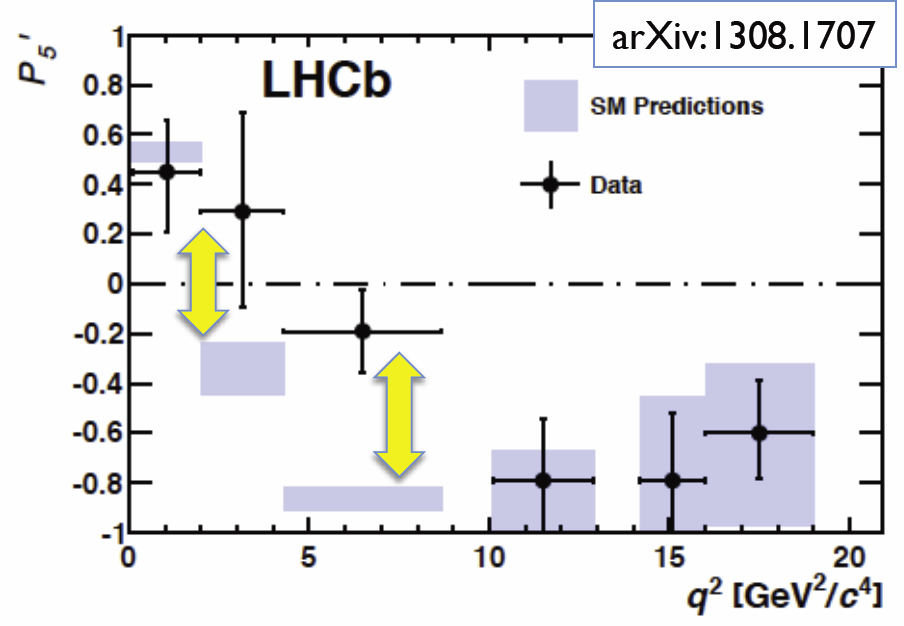 arXiv:1308.1707
P5'
LHCb
SM Predictions
Data
1
0.8
0.6
0.4
0.2
0
-0.2
-0.4
-0.6
-0.8
-1
0 5 10 15 20
q² [GeV²/c⁴]